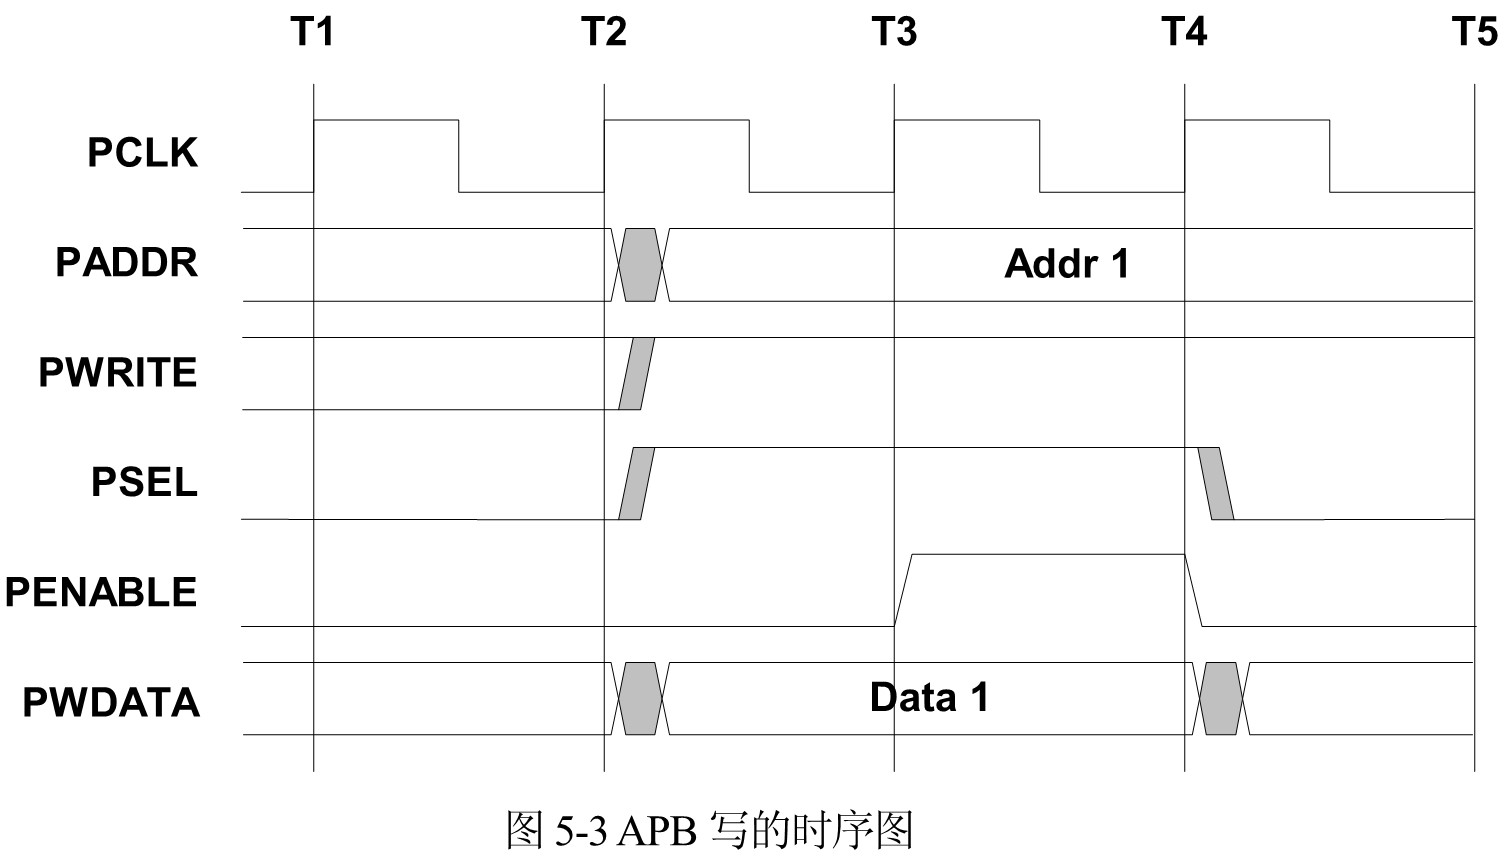 T1 T2 T3 T4 T5
PCLK
PADDR Addr 1
PWRITE
PSEL
PENABLE
PWDATA Data 1
图 5-3 APB 写的时序图